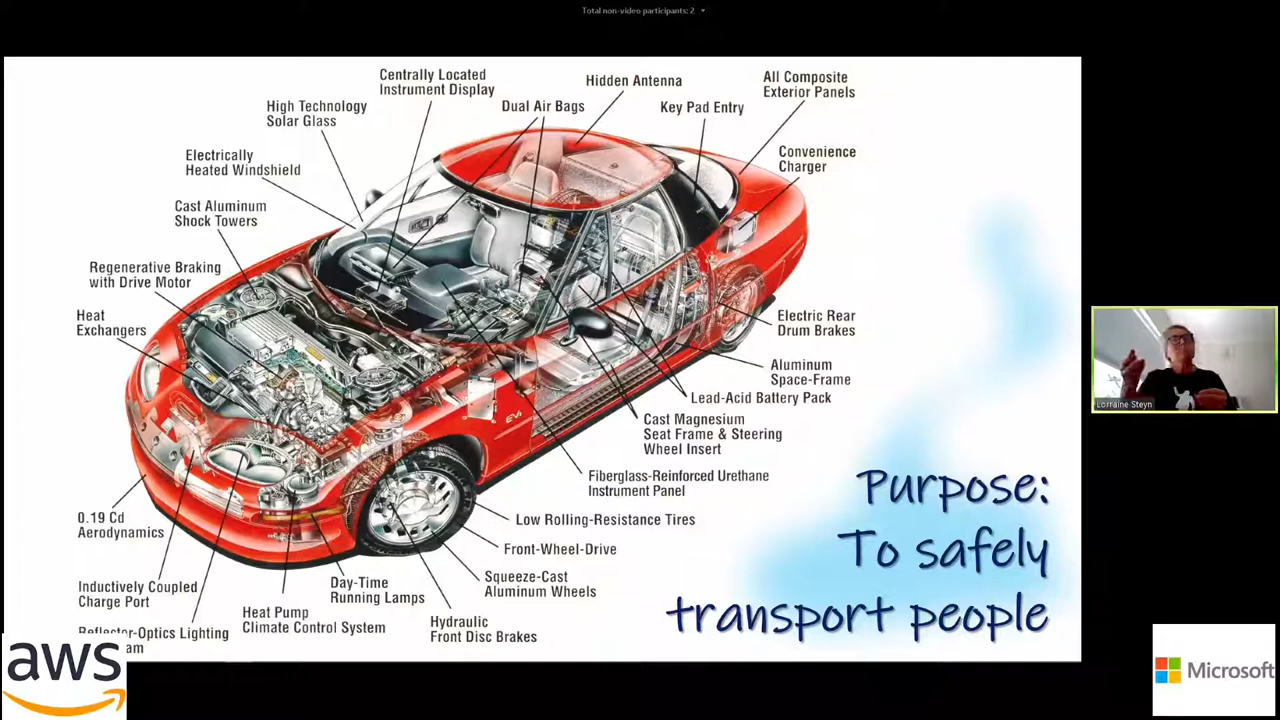 Total non-video participants: 2
Centrally Located
Instrument Display
Hidden Antenna
All Composite
Exterior Panels
High Technology
Solar Glass
Dual Air Bags
Key Pad Entry
Electrically
Heated Windshield
Convenience
Charger
Cast Aluminum
Shock Towers
Regenerative Braking
with Drive Motor
Heat
Exchangers
Electric Rear
Drum Brakes
Aluminum
Space-Frame
Lead-Acid Battery Pack
Cast Magnesium
Seat Frame & Steering
Wheel Insert
Fiberglass-Reinforced Urethane
Instrument Panel
Low Rolling-Resistance Tires
Front-Wheel-Drive
Squeeze-Cast
Aluminum Wheels
0.19 Cd
Aerodynamics
Inductively Coupled
Charge Port
Day-Time
Running Lamps
Heat Pump
Climate Control System
Hydraulic
Front Disc Brakes
Reflector-Optics Lighting
am
EV1
Purpose:
To safely
transport people
Lorraine Steyn
aws
Microsoft